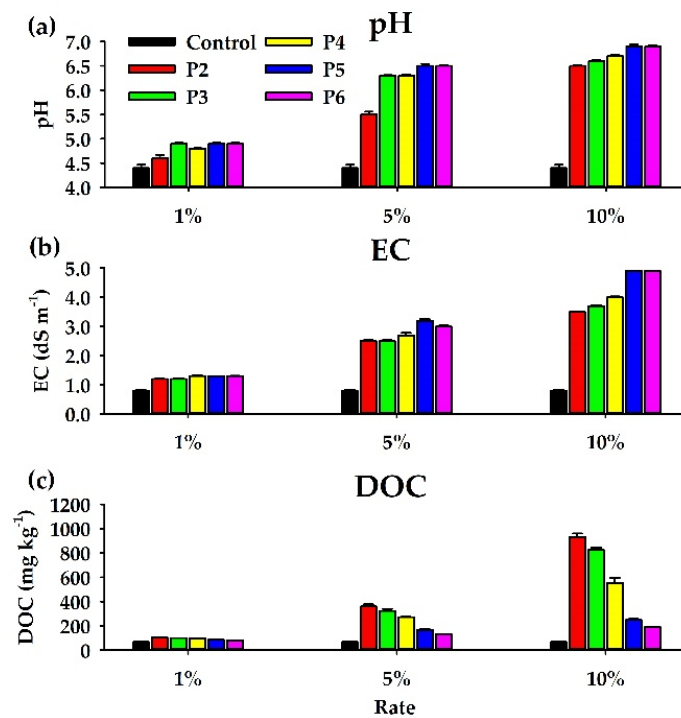 (a) pH
Control P4
P2 P5
P3 P6
pH
7.0
6.5
6.0
5.5
5.0
4.5
4.0
1% 5% 10%
(b) EC
EC (dS m-1)
5.0
4.0
3.0
2.0
1.0
0.0
1% 5% 10%
(c) DOC
DOC (mg kg-1)
1200
1000
800
600
400
200
0
1% 5% 10%
Rate